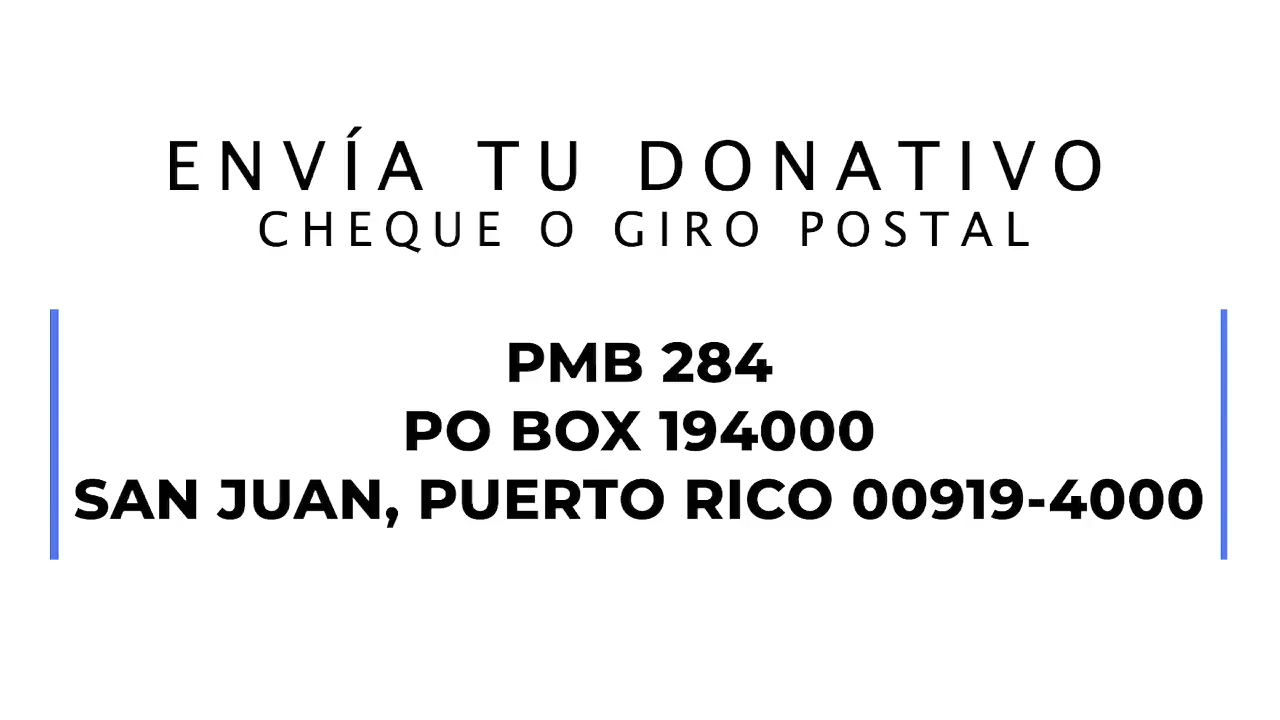 ENVÍA TU DONATIVO
CHEQUE O GIRO POSTAL
PMB 284
PO BOX 194000
SAN JUAN, PUERTO RICO 00919-4000